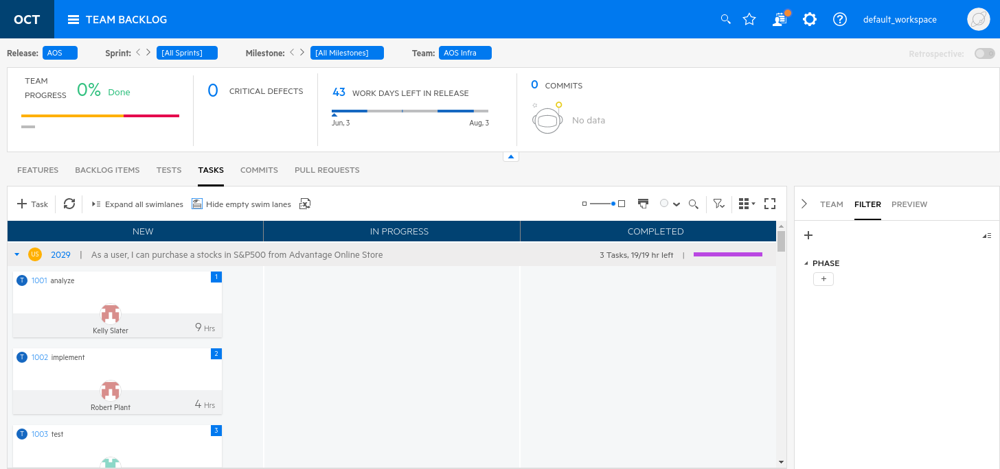 OCT TEAM BACKLOG default_workspace
Release: AOS Sprint: [All Sprints] Milestone: [All Milestones] Team: AOS Infra Retrospective:
TEAM
PROGRESS 0% Done
0 CRITICAL DEFECTS
43 WORK DAYS LEFT IN RELEASE
Jun, 3 Aug, 3
0 COMMITS
No data
FEATURES BACKLOG ITEMS TESTS TASKS COMMITS PULL REQUESTS
Task Expand all swimlanes Hide empty swim lanes
TEAM FILTER PREVIEW
NEW IN PROGRESS COMPLETED
US 2029 | As a user, I can purchase a stocks in S&P500 from Advantage Online Store 3 Tasks, 19/19 hr left |
PHASE
+
T 1001 analyze 1
Kelly Slater 9 Hrs
T 1002 implement 2
Robert Plant 4 Hrs
T 1003 test 3